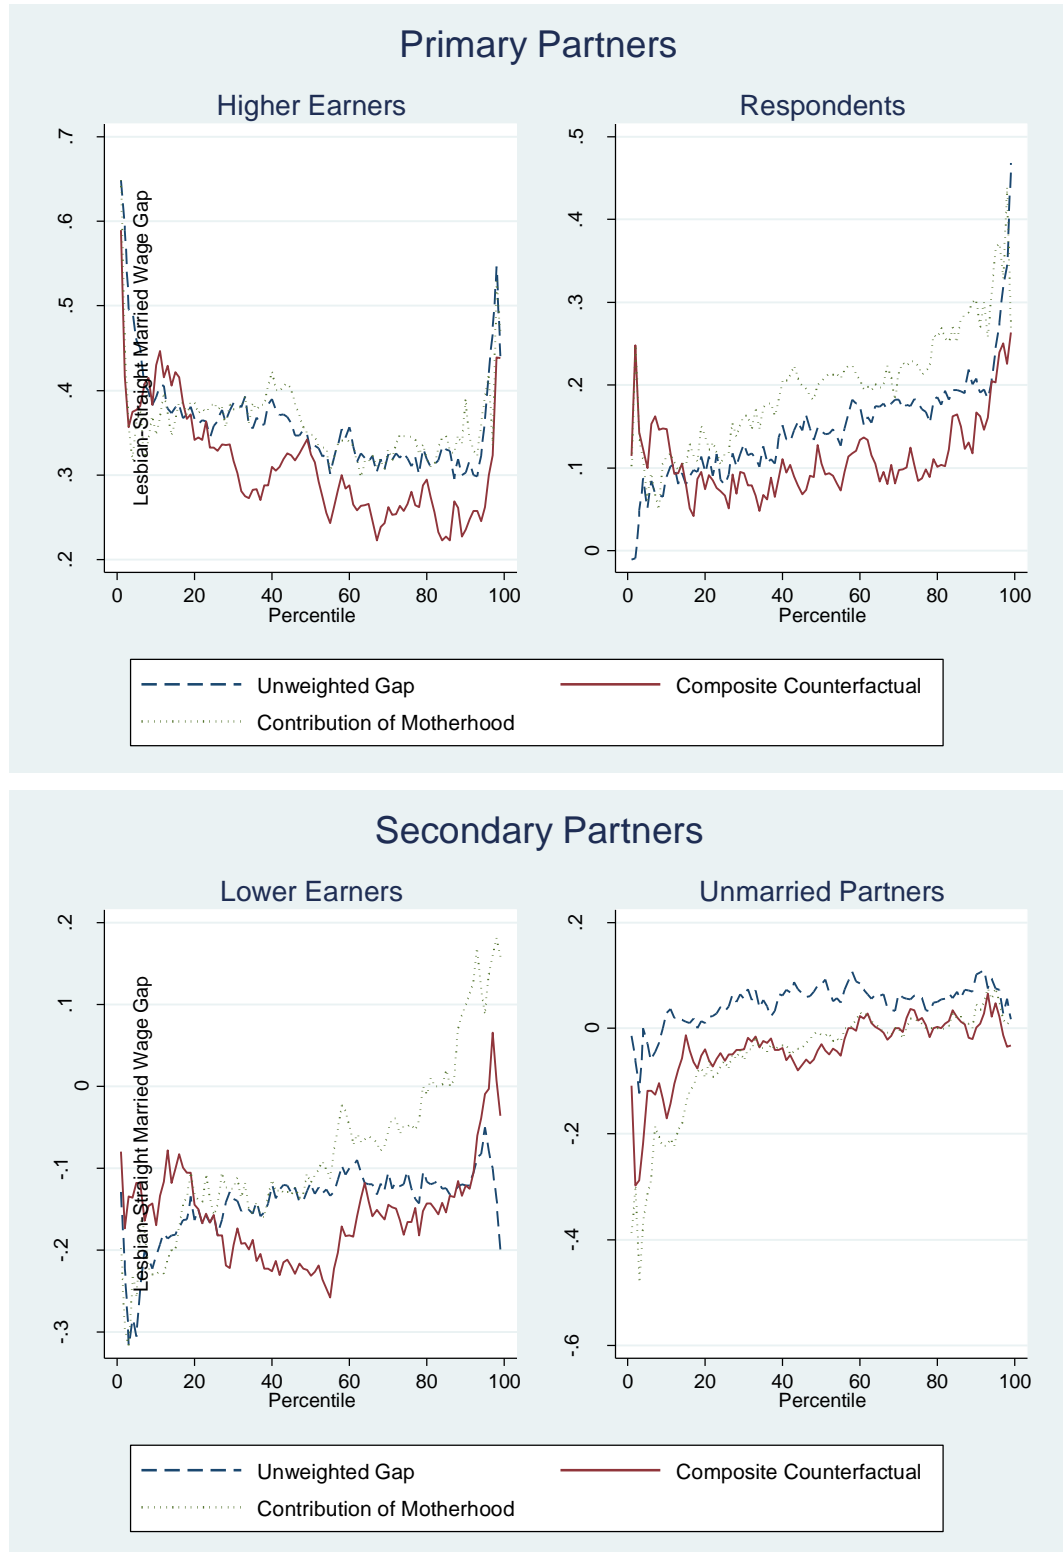 Primary Partners
Higher Earners
Respondents
Lesbian-Straight Married Wage Gap
.7
.6
.5
.4
.3
.2
0 20 40 60 80 100
Percentile
.5
.4
.3
.2
.1
0
0 20 40 60 80 100
Percentile
Unweighted Gap
Composite Counterfactual
Contribution of Motherhood
Secondary Partners
Lower Earners
Unmarried Partners
Lesbian-Straight Married Wage Gap
.2
.1
0
-.1
-.2
-.3
0 20 40 60 80 100
Percentile
.2
0
-.2
-.4
-.6
0 20 40 60 80 100
Percentile
Unweighted Gap
Composite Counterfactual
Contribution of Motherhood